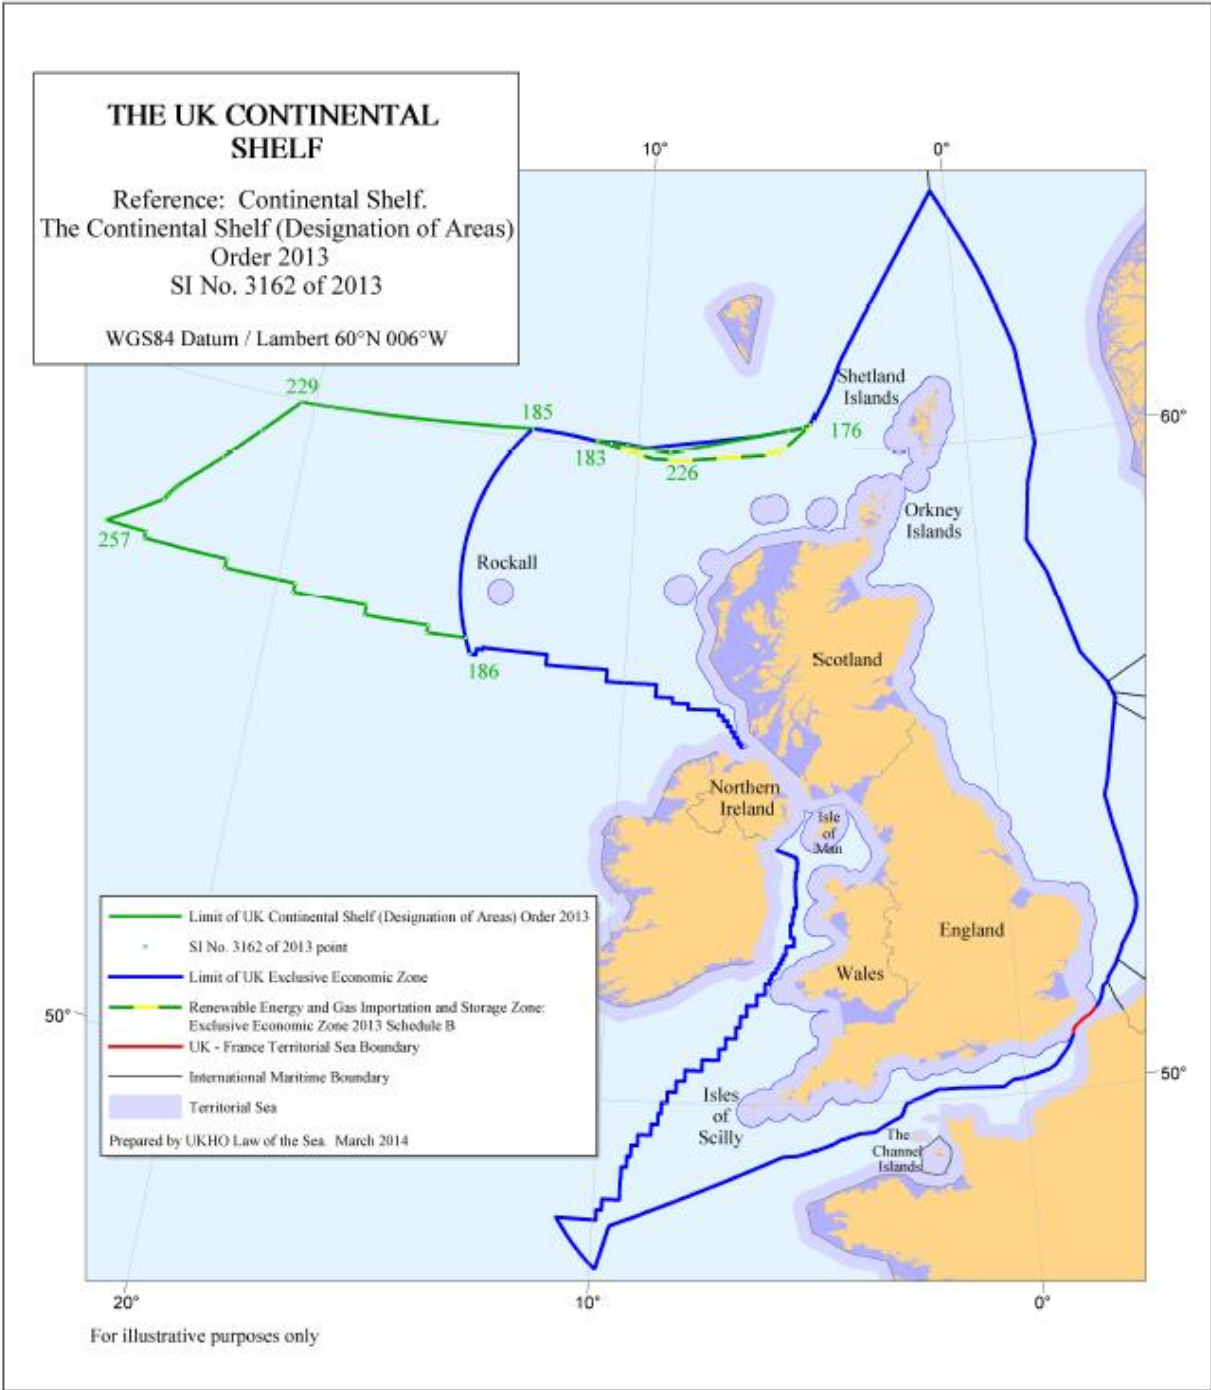 THE UK CONTINENTAL
SHELF
Reference: Continental Shelf.
The Continental Shelf (Designation of Areas)
Order 2013
SI No. 3162 of 2013
WGS84 Datum / Lambert 60°N 006°W
10°
0°
Shetland
Islands
229
185
176
60°
183
226
Orkney
Islands
257
Rockall
186
Scotland
Northern
Ireland
Isle
of
Man
England
Wales
Limit of UK Continental Shelf (Designation of Areas) Order 2013
SI No. 3162 of 2013 point
Limit of UK Exclusive Economic Zone
Renewable Energy and Gas Importation and Storage Zone:
Exclusive Economic Zone 2013 Schedule B
UK - France Territorial Sea Boundary
International Maritime Boundary
Territorial Sea
Prepared by UKHO Law of the Sea. March 2014
50°
50°
Isles
of
Scilly
The
Channel
Islands
20°
10°
0°
For illustrative purposes only